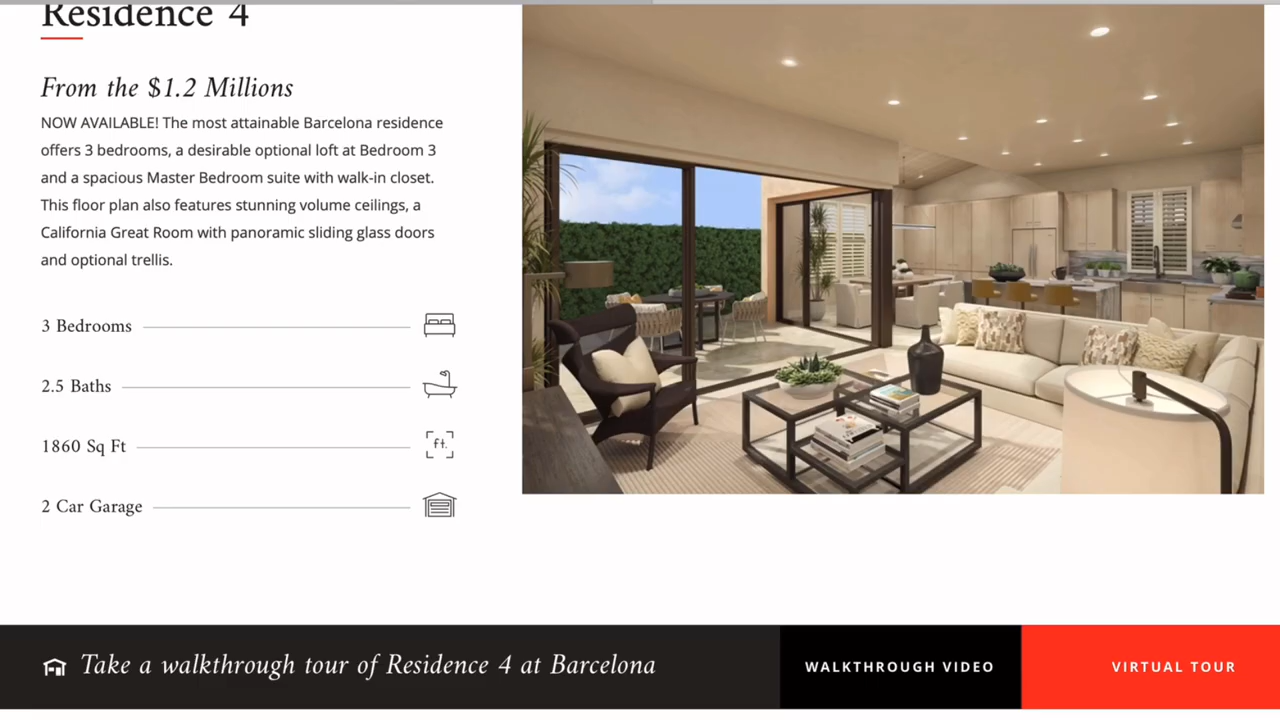 Residence 4
From the $1.2 Millions
NOW AVAILABLE! The most attainable Barcelona residence
offers 3 bedrooms, a desirable optional loft at Bedroom 3
and a spacious Master Bedroom suite with walk-in closet.
This floor plan also features stunning volume ceilings, a
California Great Room with panoramic sliding glass doors
and optional trellis.
3 Bedrooms
2.5 Baths
1860 Sq Ft
ft.
2 Car Garage
Take a walkthrough tour of Residence 4 at Barcelona
WALKTHROUGH VIDEO
VIRTUAL TOUR